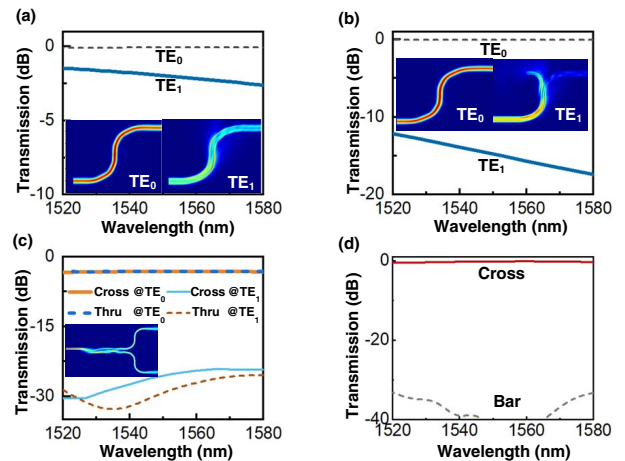 (a)
0
-5
-10
Transmission (dB)
TE0
TE1
TE0
TE1
1520 1540 1560 1580
Wavelength (nm)
(b)
0
-10
-20
Transmission (dB)
TE0
TE0
TE1
TE1
1520 1540 1560 1580
Wavelength (nm)
(c)
0
-15
-30
Transmission (dB)
Cross @TE0 Cross @TE1
Thru @TE0 Thru @TE1
1520 1540 1560 1580
Wavelength (nm)
(d)
0
-20
-40
Transmission (dB)
Cross
Bar
1520 1540 1560 1580
Wavelength (nm)